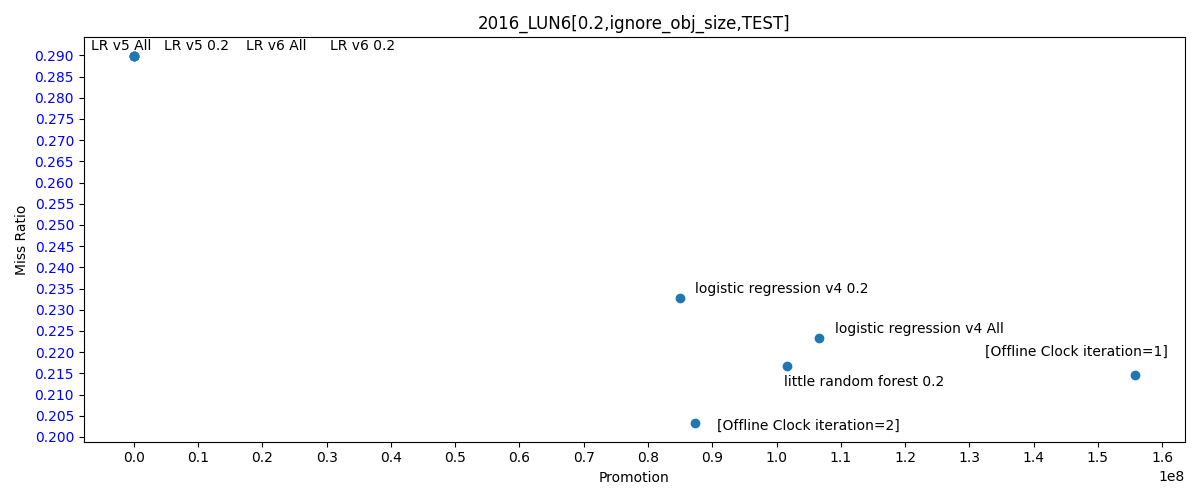 2016_LUN6[0.2,ignore_obj_size,TEST]
LR v5 All LR v5 0.2 LR v6 All LR v6 0.2
0.290
0.285
0.280
0.275
0.270
0.265
0.260
0.255
0.250
0.245
0.240
0.235
0.230
0.225
0.220
0.215
0.210
0.205
0.200
Miss Ratio
logistic regression v4 0.2
logistic regression v4 All
[Offline Clock iteration=1]
little random forest 0.2
[Offline Clock iteration=2]
0.0 0.1 0.2 0.3 0.4 0.5 0.6 0.7 0.8 0.9 1.0 1.1 1.2 1.3 1.4 1.5 1.6
1e8
Promotion